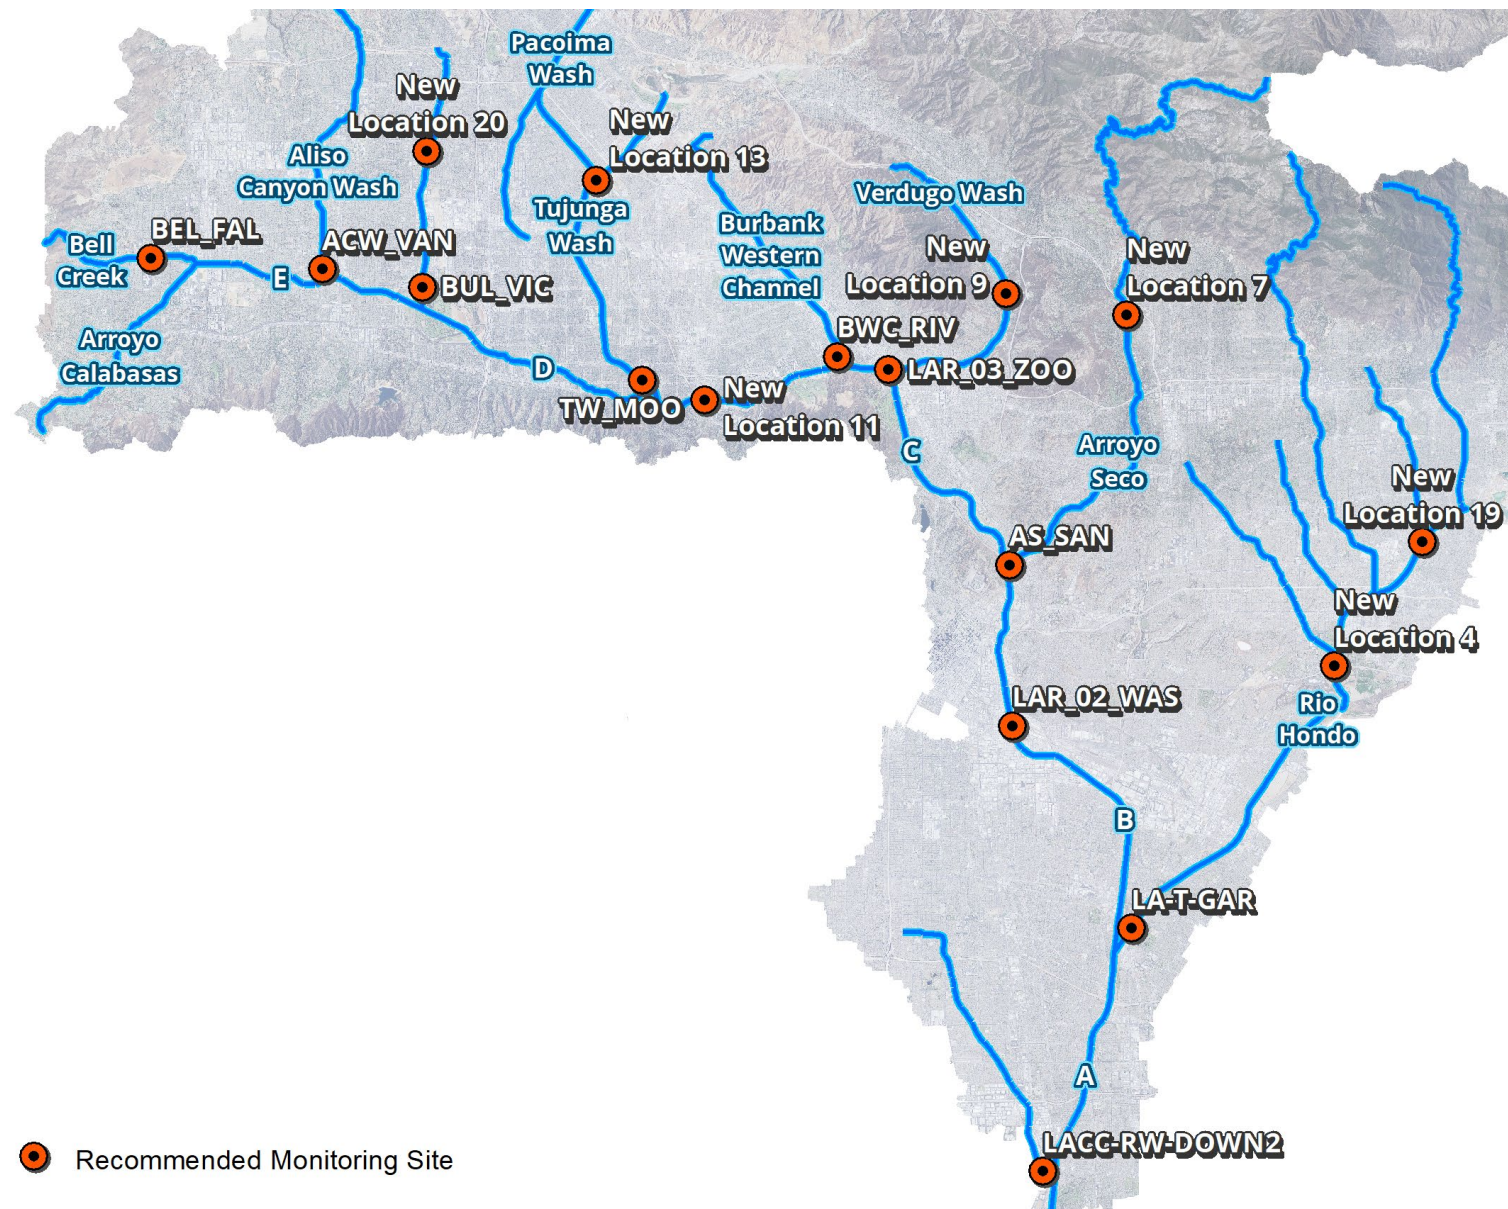 Pacoima
Wash
New
Location 20
New
Location 13
Aliso
Canyon Wash
Verdugo Wash
Tujunga
Wash
Burbank
Western
Channel
BEL_FAL
Bell
Creek
ACW_VAN
E
BUL_VIC
New
Location 9
New
Location 7
Arroyo
Calabasas
BWC_RIV
LAR_03_ZOO
D
TW_MOO
New
Location 11
C
Arroyo
Seco
New
Location 19
AS_SAN
New
Location 4
LAR_02_WAS
Rio
Hondo
B
LA-T-GAR
A
LACC-RW-DOWN2
Recommended Monitoring Site